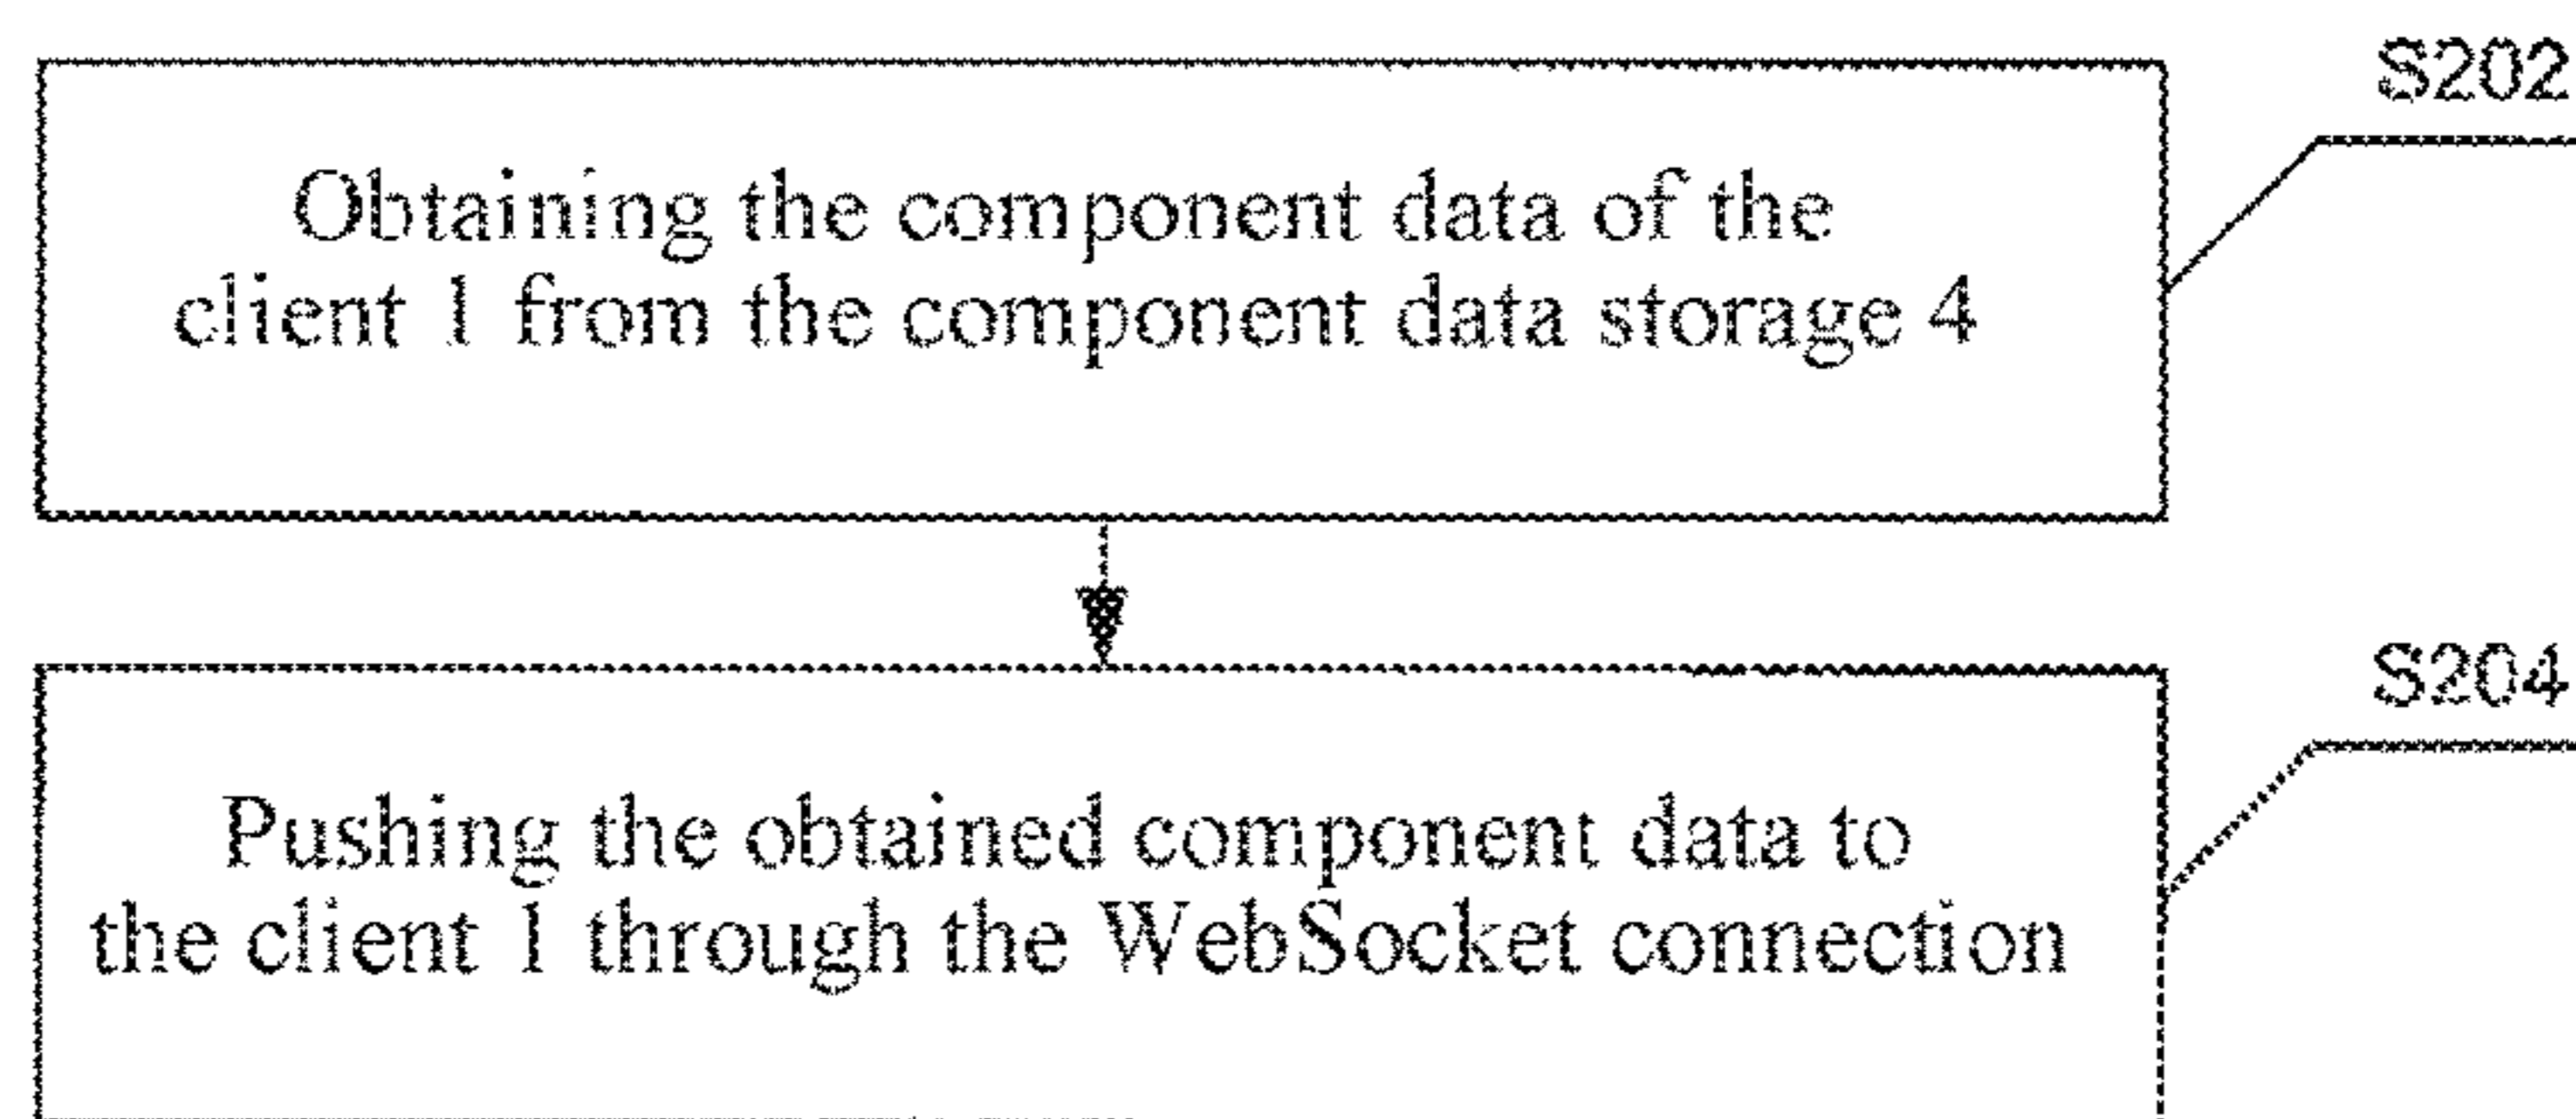 S202
Obtaining the component data of the
client 1 from the component data storage 4
S204
Pushing the obtained component data to
the client 1 through the WebSocket connection